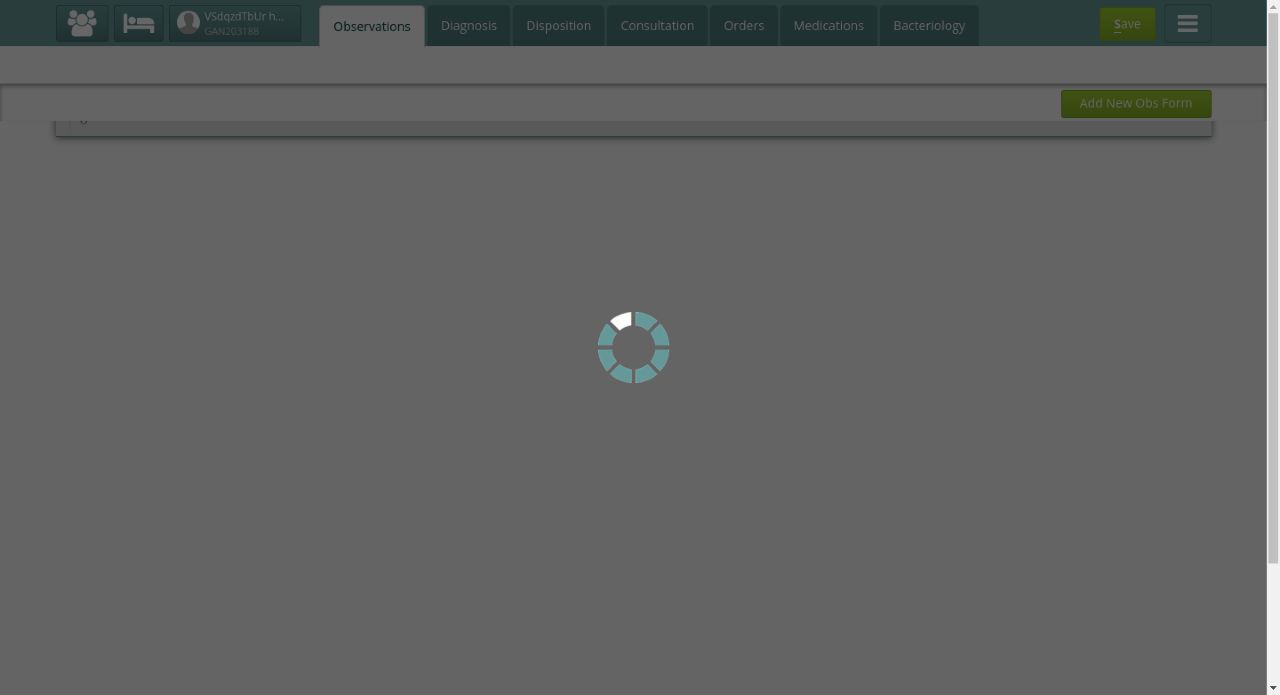 VSdqzdTbUr h...
GAN203188
Observations
Diagnosis
Disposition
Consultation
Orders
Medications
Bacteriology
Save
Add New Obs Form